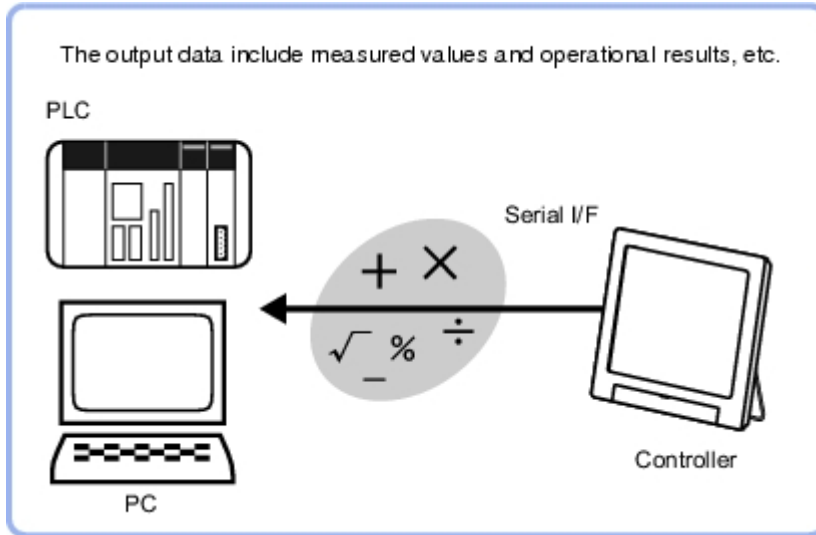 The output data include measured values and operational results, etc.
PLC
Serial I/F
+ ×
√ % ÷
−
Controller
PC